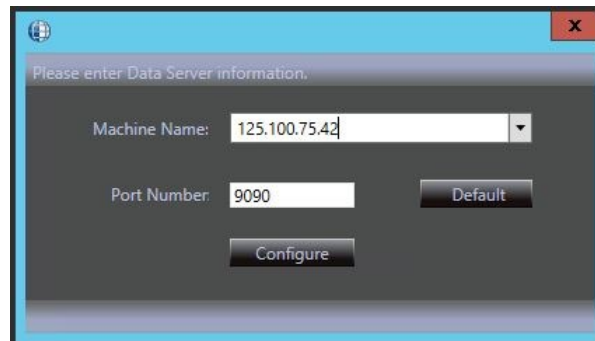 x
Please enter Data Server information.
Machine Name: 125.100.75.42
Port Number: 9090 Default
Configure